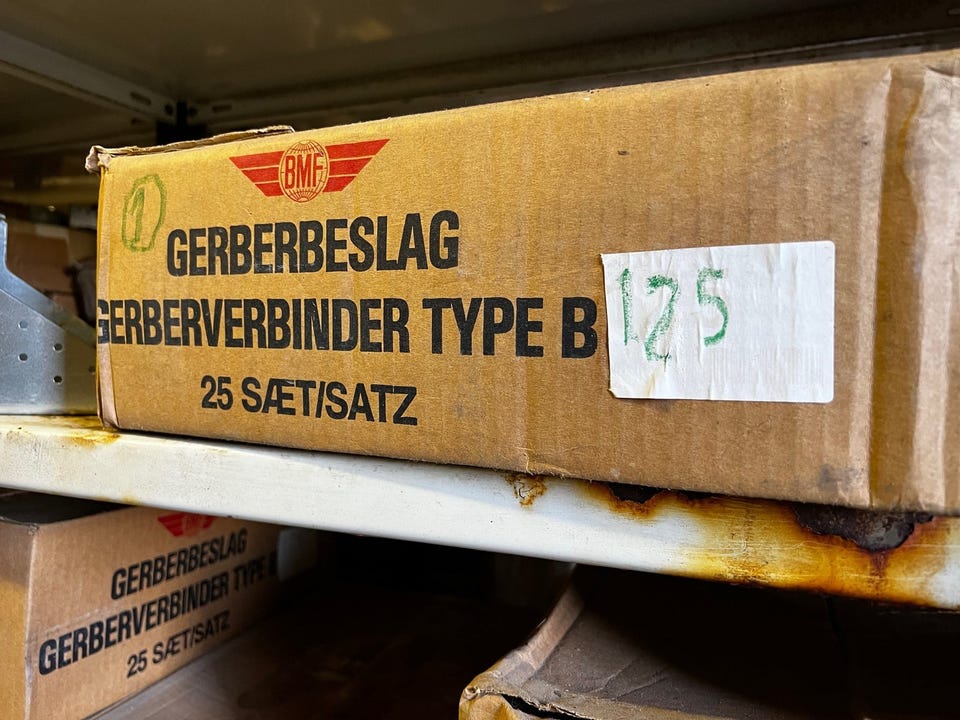 BMF
1
GERBERBESLAG
GERBERVERBINDER TYPE B
25 SÆT/SATZ
125
GERBERBESLAG
GERBERVERBINDER TYPE B
25 SÆT/SATZ